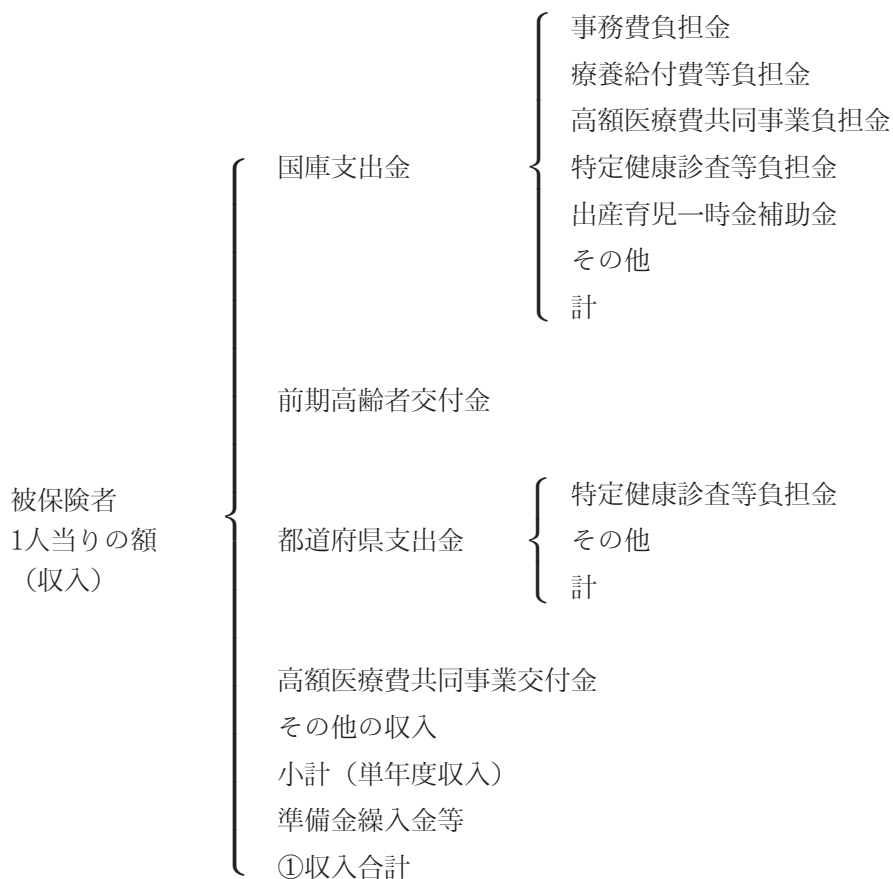 被保険者
1人当りの額
（収入）
国庫支出金
事務費負担金
療養給付費等負担金
高額医療費共同事業負担金
特定健康診査等負担金
出産育児一時金補助金
その他
計
前期高齢者交付金
都道府県支出金
特定健康診査等負担金
その他
計
高額医療費共同事業交付金
その他の収入
小計（単年度収入）
準備金繰入金等
①収入合計